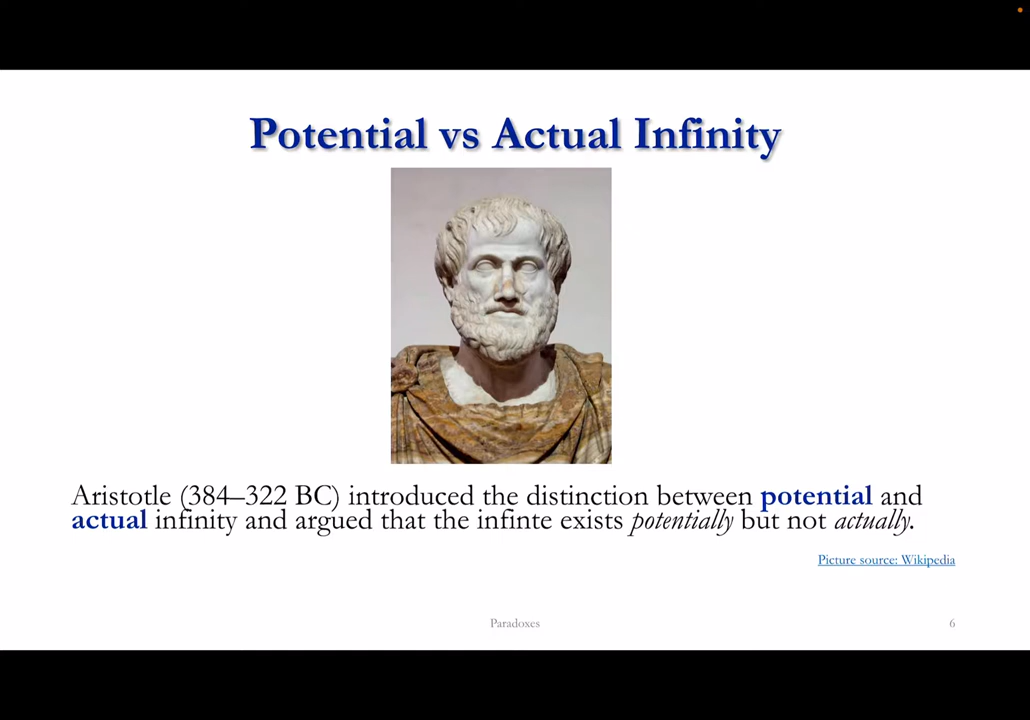 Potential vs Actual Infinity
Aristotle (384–322 BC) introduced the distinction between potential and
actual infinity and argued that the infinte exists potentially but not actually.
Picture source: Wikipedia
Paradoxes
6